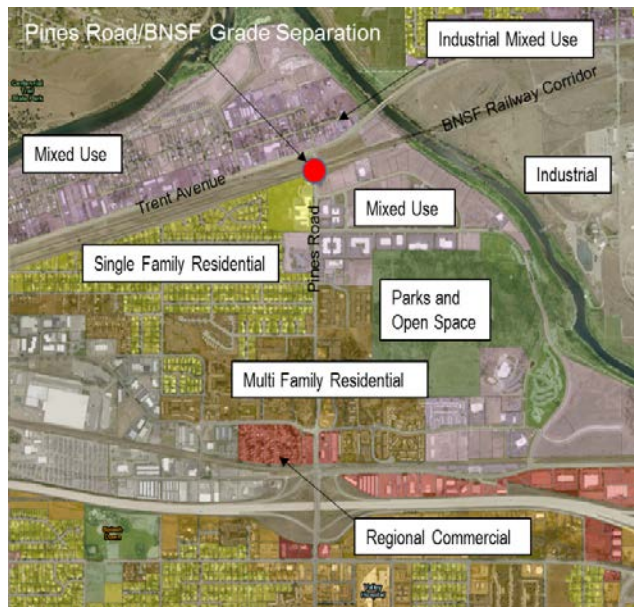 Pines Road/BNSF Grade Separation
Industrial Mixed Use
BNSF Railway Corridor
Mixed Use
Industrial
Trent Avenue
Mixed Use
Pines Road
Single Family Residential
Parks and
Open Space
Multi Family Residential
Regional Commercial